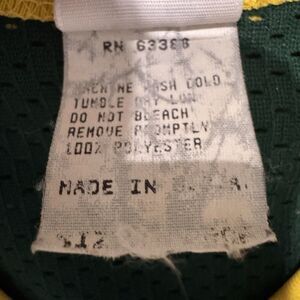 RN 63388
MACHINE WASH COLD
TUMBLE DRY LOW
DO NOT BLEACH
REMOVE PROMPTLY
100% POLYESTER
MADE IN U.S.A.